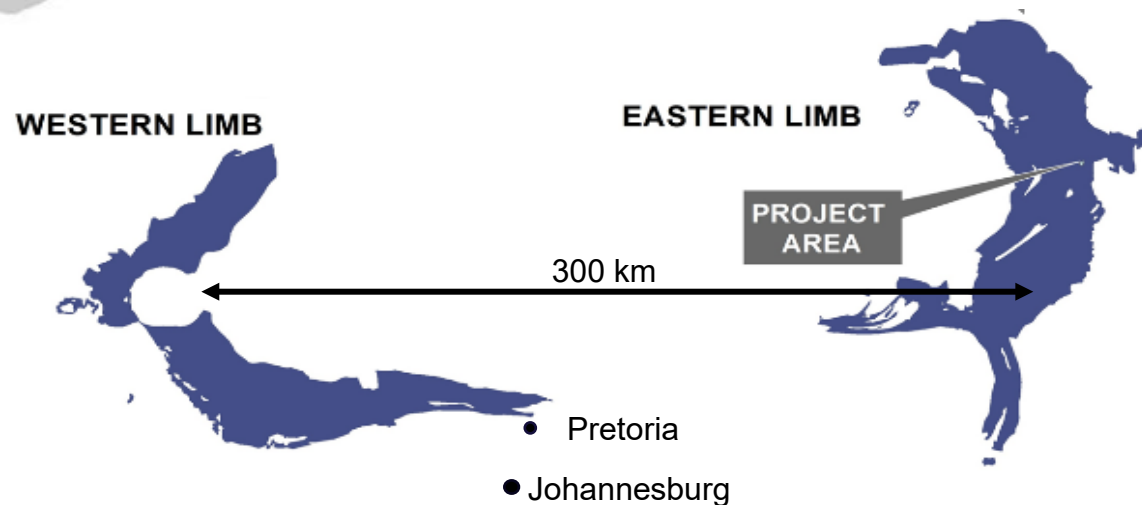 WESTERN LIMB
EASTERN LIMB
PROJECT
AREA
300 km
Pretoria
Johannesburg